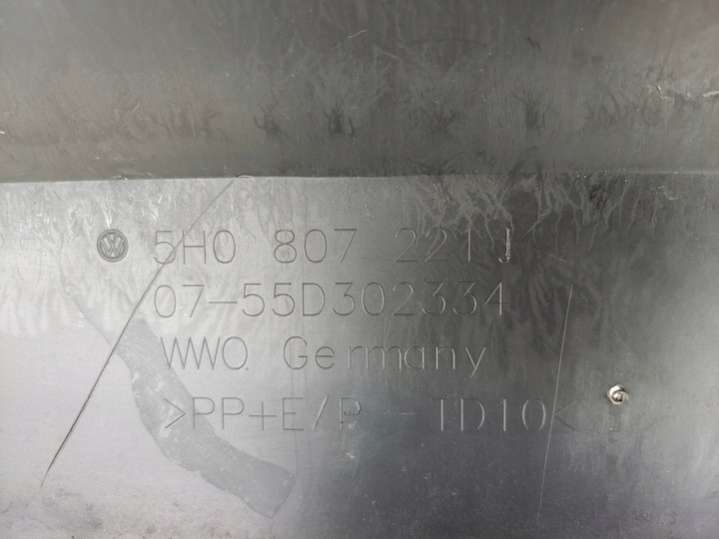 5H0 807 221 J
07-55D302334
WWO. Germany
>PP+E/P - TD10<